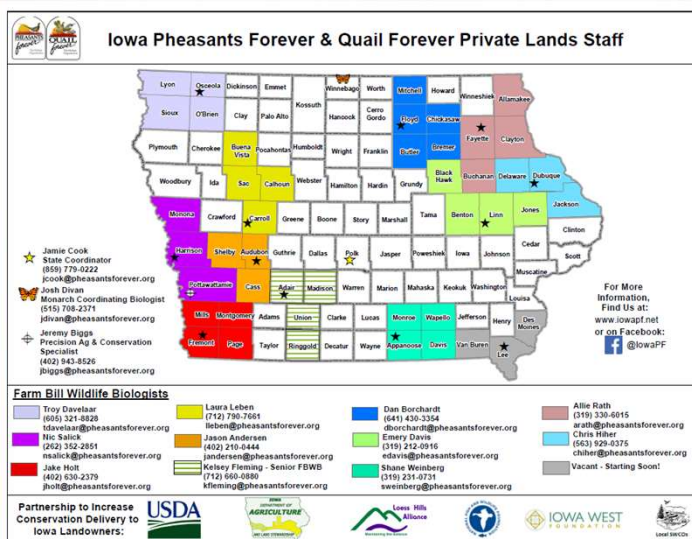 PHEASANTS
forever
QUAIL
FOREVER
Iowa Pheasants Forever & Quail Forever Private Lands Staff
Lyon
Osceola
Dickinson
Emmet
Winnebago
Worth
Mitchell
Howard
Winneshiek
Allamakee
Kossuth
Sioux
O'Brien
Clay
Palo Alto
Hancock
Cerro
Gordo
Floyd
Chickasaw
Fayette
Clayton
Plymouth
Cherokee
Buena
Vista
Pocahontas
Humboldt
Wright
Franklin
Butler
Bremer
Woodbury
Ida
Sac
Calhoun
Webster
Hamilton
Hardin
Grundy
Black
Hawk
Buchanan
Delaware
Dubuque
Monona
Crawford
Carroll
Greene
Boone
Story
Marshall
Tama
Benton
Linn
Jones
Jackson
Clinton
Cedar
Scott
Harrison
Shelby
Audubon
Guthrie
Dallas
Polk
Jasper
Poweshiek
Iowa
Johnson
Muscatine
Pottawattamie
Cass
Adair
Madison
Warren
Marion
Mahaska
Keokuk
Washington
Louisa
Mills
Montgomery
Adams
Union
Clarke
Lucas
Monroe
Wapello
Jefferson
Henry
Des
Moines
Fremont
Page
Taylor
Ringgold
Decatur
Wayne
Appanoose
Davis
Van Buren
Lee
Jamie Cook
State Coordinator
(859) 779-0222
jcook@pheasantsforever.org
Josh Divan
Monarch Coordinating Biologist
(515) 708-2371
jdivan@pheasantsforever.org
Jeremy Biggs
Precision Ag & Conservation
Specialist
(402) 943-8526
jbiggs@pheasantsforever.org
For More
Information,
Find Us at:
www.iowapf.net
or on Facebook:
@IowaPF
Farm Bill Wildlife Biologists
Troy Davelaar
(605) 321-8828
tdavelaar@pheasantsforever.org
Nic Salick
(262) 352-2851
nsalick@pheasantsforever.org
Jake Holt
(402) 630-2379
jholt@pheasantsforever.org
Laura Leben
(712) 790-7661
lleben@pheasantsforever.org
Jason Andersen
(402) 210-0444
jandersen@pheasantsforever.org
Kelsey Fleming - Senior FBWB
(712) 660-0880
kfleming@pheasantsforever.org
Dan Borchardt
(641) 430-3354
dborchardt@pheasantsforever.org
Emery Davis
(319) 212-0916
edavis@pheasantsforever.org
Shane Weinberg
(319) 231-0731
sweinberg@pheasantsforever.org
Allie Rath
(319) 330-6015
arath@pheasantsforever.org
Chris Hiher
(563) 929-0375
chiher@pheasantsforever.org
Vacant - Starting Soon!
Partnership to Increase
Conservation Delivery to
Iowa Landowners:
USDA
IOWA
DEPARTMENT OF
AGRICULTURE
AND LAND STEWARDSHIP
Loess Hills
Alliance
IOWA WEST
FOUNDATION
Local SWCDs